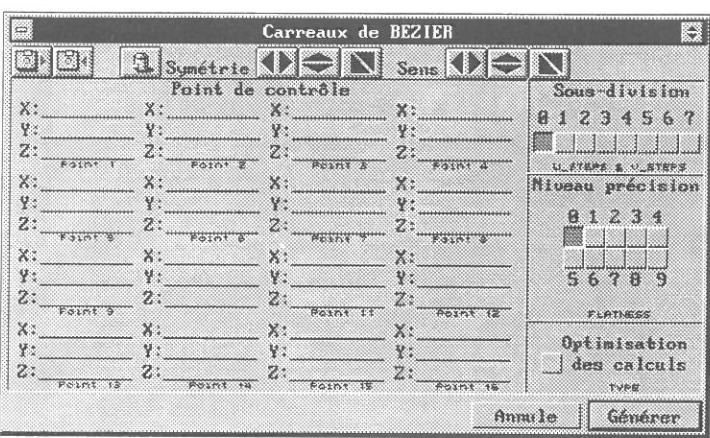 Carreaux de BEZIER
Symétrie Sens
Point de contrôle
X: X: X: X:
Y: Y: Y: Y:
Z: Z: Z: Z:
Point 1 Point 2 Point 3 Point 4
X: X: X: X:
Y: Y: Y: Y:
Z: Z: Z: Z:
Point 5 Point 6 Point 7 Point 8
X: X: X: X:
Y: Y: Y: Y:
Z: Z: Z: Z:
Point 9 Point 11 Point 12
X: X: X: X:
Y: Y: Y: Y:
Z: Z: Z: Z:
Point 13 Point 14 Point 15 Point 16
Sous-division
0 1 2 3 4 5 6 7
U_STEPS & V_STEPS
Niveau précision
0 1 2 3 4
5 6 7 8 9
FLATNESS
Optimisation
des calculs
TYPE
Annule Générer